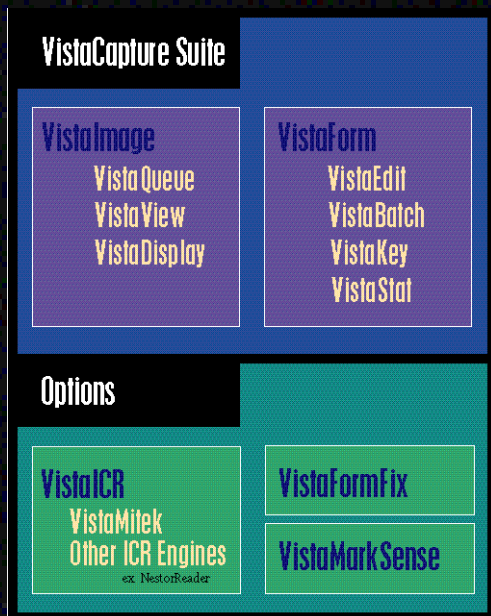 VistaCapture Suite
VistaImage
VistaQueue
VistaView
VistaDisplay
VistaForm
VistaEdit
VistaBatch
VistaKey
VistaStat
Options
VistaICR
VistaMitek
Other ICR Engines
ex NestorReader
VistaFormFix
VistaMarkSense